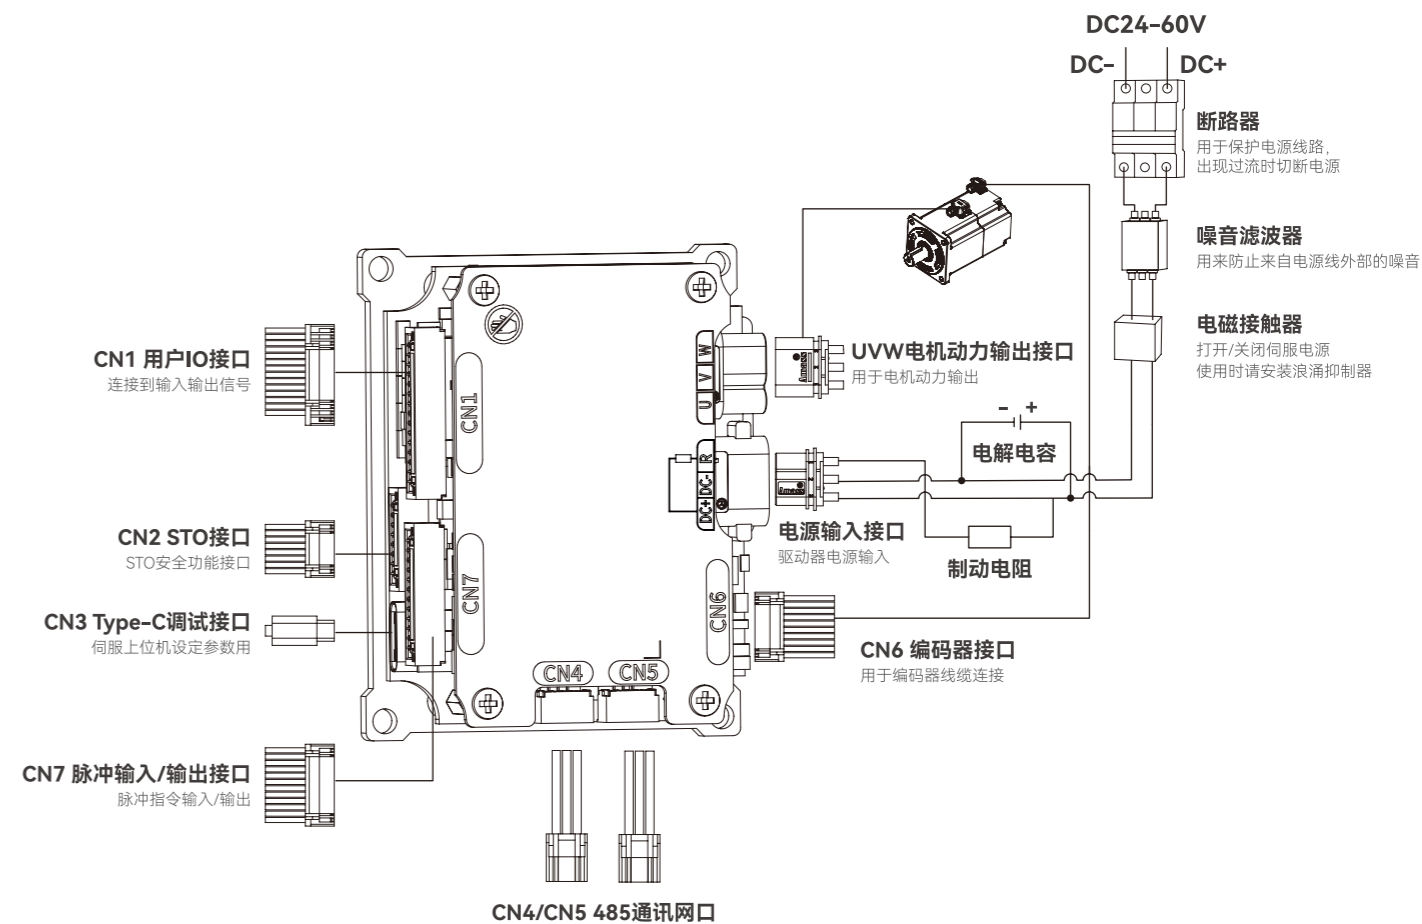 DC24-60V
DC-
DC+
断路器
用于保护电源线路，
出现过流时切断电源
噪音滤波器
用来防止来自电源线外部的噪音
电磁接触器
打开/关闭伺服电源
使用时请安装浪涌抑制器
CN1 用户IO接口
连接到输入输出信号
CN1
W
V
U
UVW电机动力输出接口
用于电机动力输出
- +
电解电容
R
DC-
DC+
电源输入接口
驱动器电源输入
制动电阻
CN2 STO接口
STO安全功能接口
CN7
CN6
CN3 Type-C调试接口
伺服上位机设定参数用
CN6 编码器接口
用于编码器线缆连接
CN4
CN5
CN7 脉冲输入/输出接口
脉冲指令输入/输出
CN4/CN5 485通讯网口